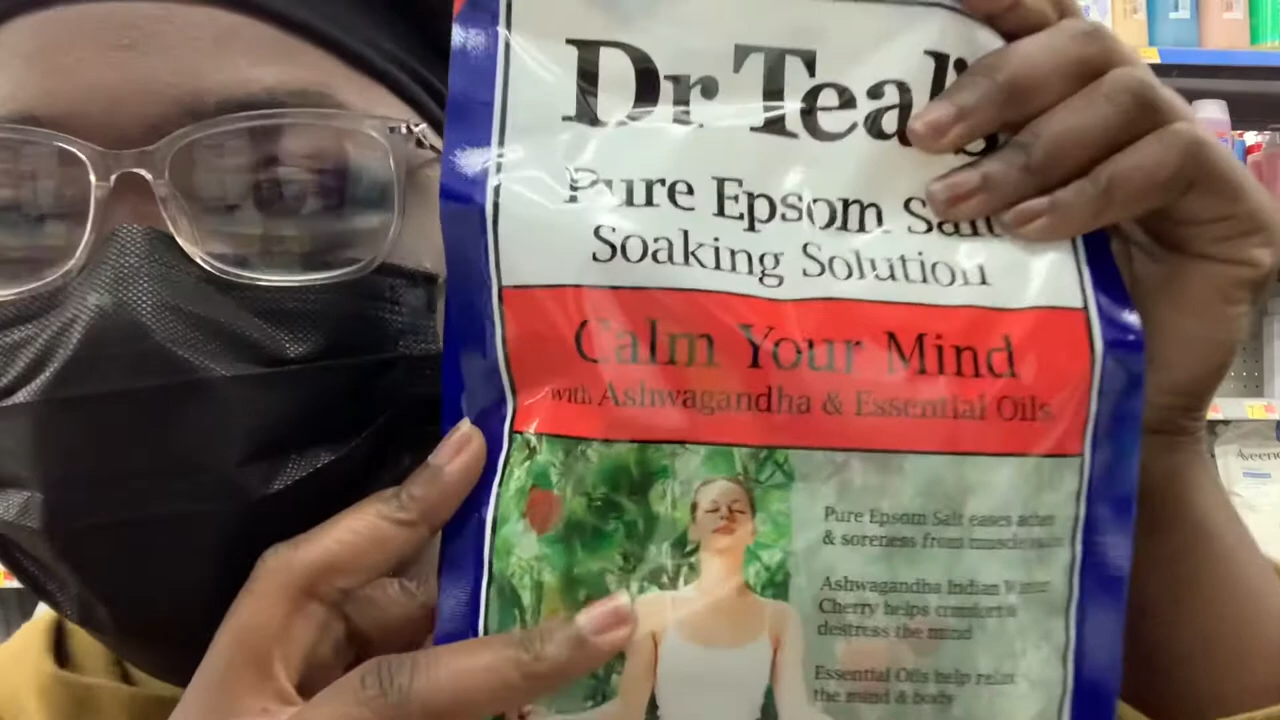 Dr Teal's
Pure Epsom Salt
Soaking Solution
Calm Your Mind
with Ashwagandha & Essential Oils
Pure Epsom Salt eases aches
& soreness from muscle
Ashwagandha Indian Winter
Cherry helps comfort &
destress the mind
Essential Oils help relax
the mind & body
Aveeno